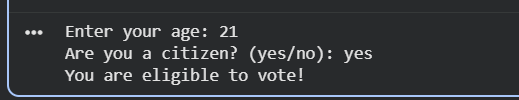 Enter your age: 21
Are you a citizen? (yes/no): yes
You are eligible to vote!